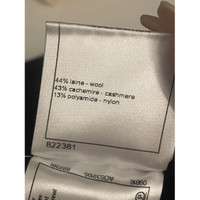 44% laine - wool
43% cachemire - cashmere
13% polyamide - nylon
822381